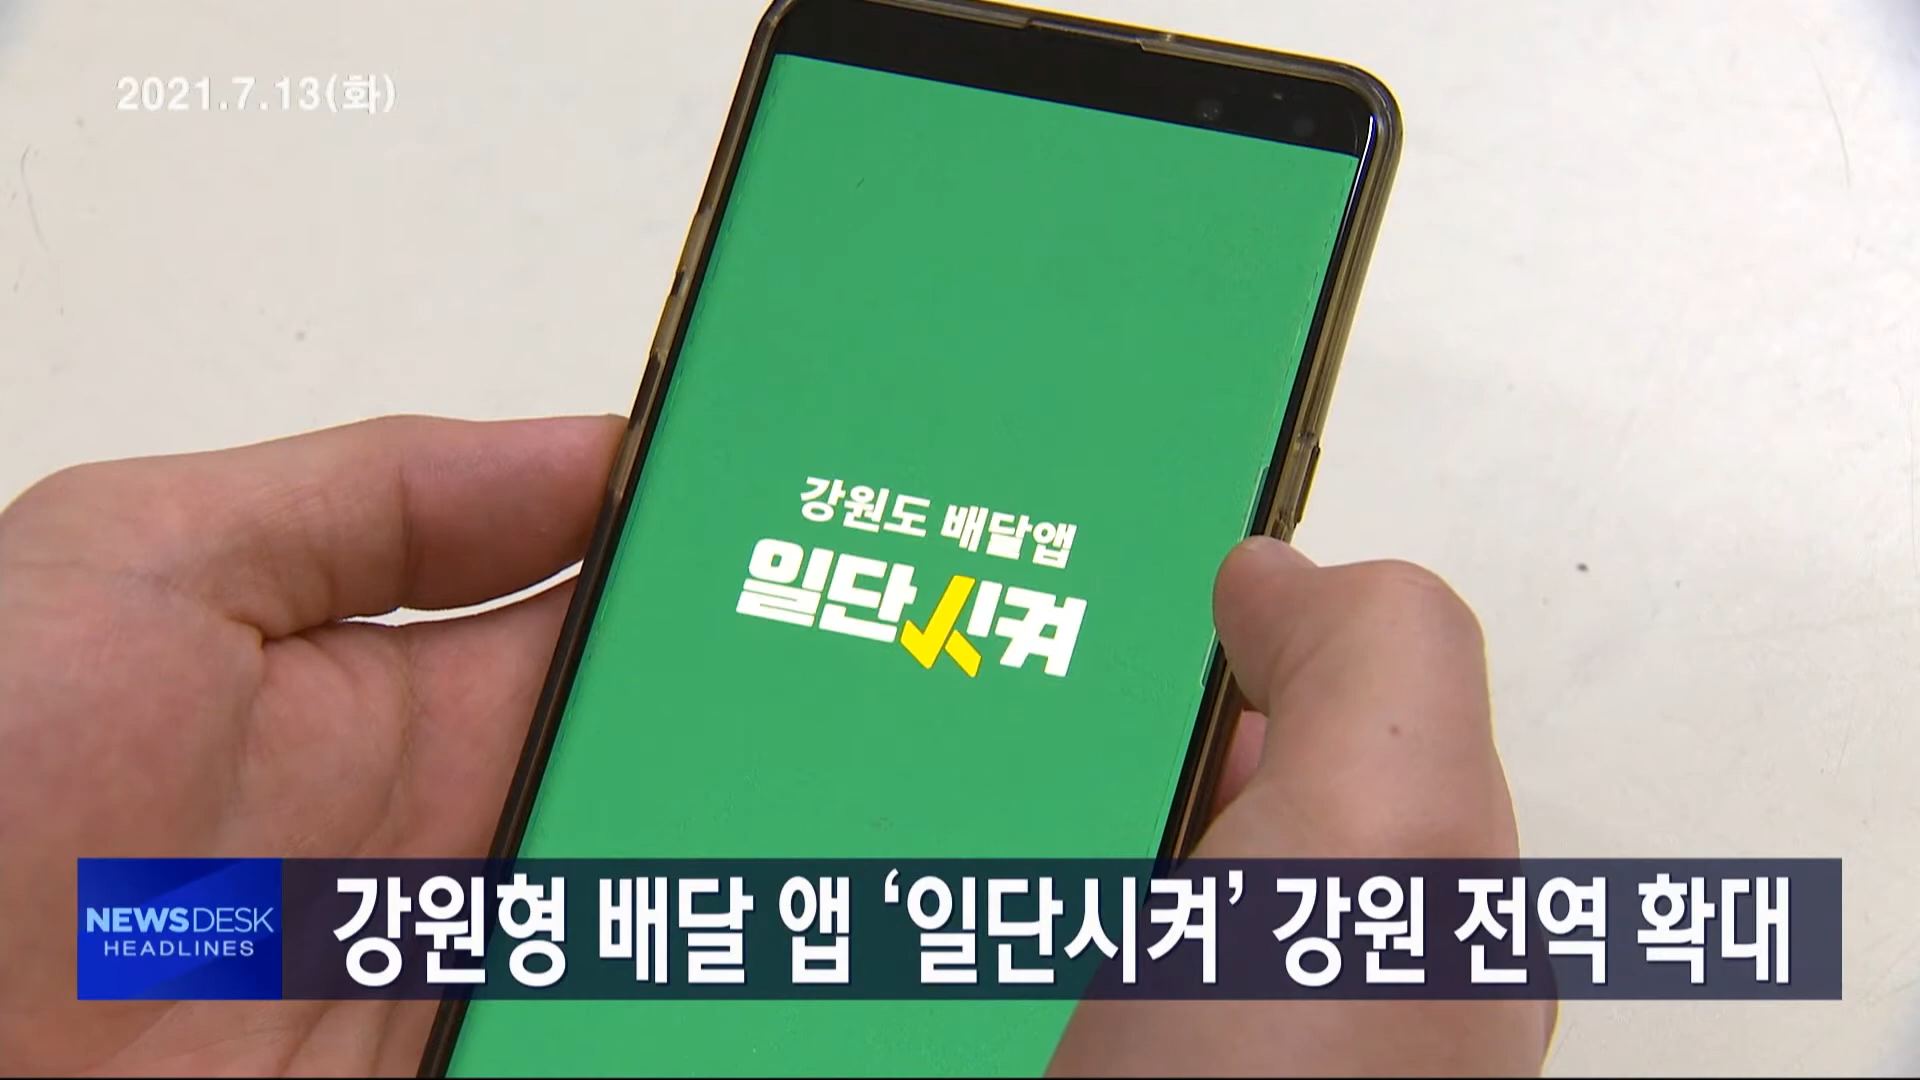 2021.7.13(화)
강원도 배달앱
일단시켜
NEWSDESK
HEADLINES
강원형 배달 앱 ‘일단시켜’ 강원 전역 확대